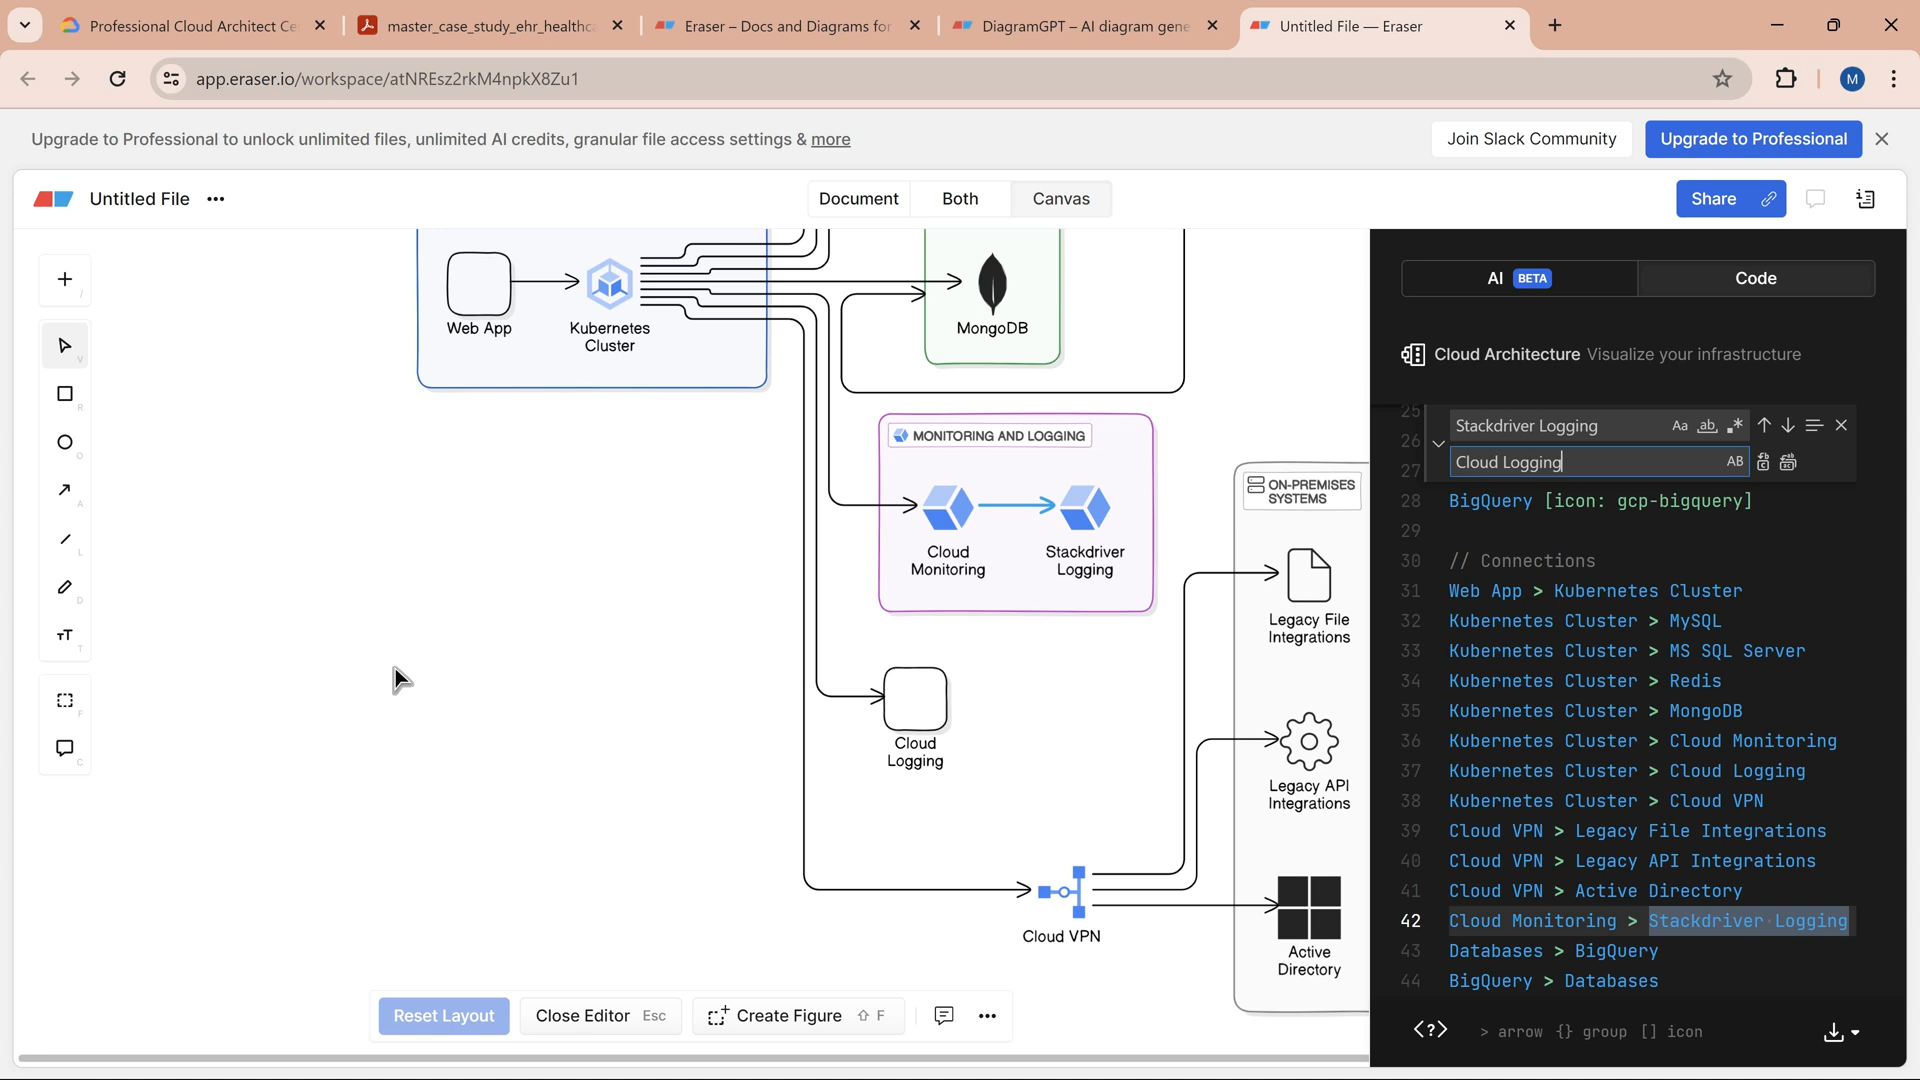 Professional Cloud Architect Ce
master_case_study_ehr_healthca
Eraser – Docs and Diagrams for
DiagramGPT – AI diagram gene
Untitled File — Eraser
app.eraser.io/workspace/atNREsz2rkM4npkX8Zu1
M
Upgrade to Professional to unlock unlimited files, unlimited AI credits, granular file access settings & more
Join Slack Community
Upgrade to Professional
Untitled File
Document
Both
Canvas
Share
/
V
R
O
A
L
D
T
F
C
Web App
Kubernetes
Cluster
MongoDB
MONITORING AND LOGGING
Cloud
Monitoring
Stackdriver
Logging
Cloud
Logging
Cloud VPN
ON-PREMISES
SYSTEMS
Legacy File
Integrations
Legacy API
Integrations
Active
Directory
Reset Layout
Close Editor Esc
Create Figure ⇧ F
AI BETA
Code
Cloud Architecture Visualize your infrastructure
Stackdriver Logging
Aa
ab
.*
Cloud Logging
AB
25
26
27
28 BigQuery [icon: gcp-bigquery]
29
30 // Connections
31 Web App > Kubernetes Cluster
32 Kubernetes Cluster > MySQL
33 Kubernetes Cluster > MS SQL Server
34 Kubernetes Cluster > Redis
35 Kubernetes Cluster > MongoDB
36 Kubernetes Cluster > Cloud Monitoring
37 Kubernetes Cluster > Cloud Logging
38 Kubernetes Cluster > Cloud VPN
39 Cloud VPN > Legacy File Integrations
40 Cloud VPN > Legacy API Integrations
41 Cloud VPN > Active Directory
42 Cloud Monitoring > Stackdriver Logging
43 Databases > BigQuery
44 BigQuery > Databases
<?>
> arrow {} group [] icon